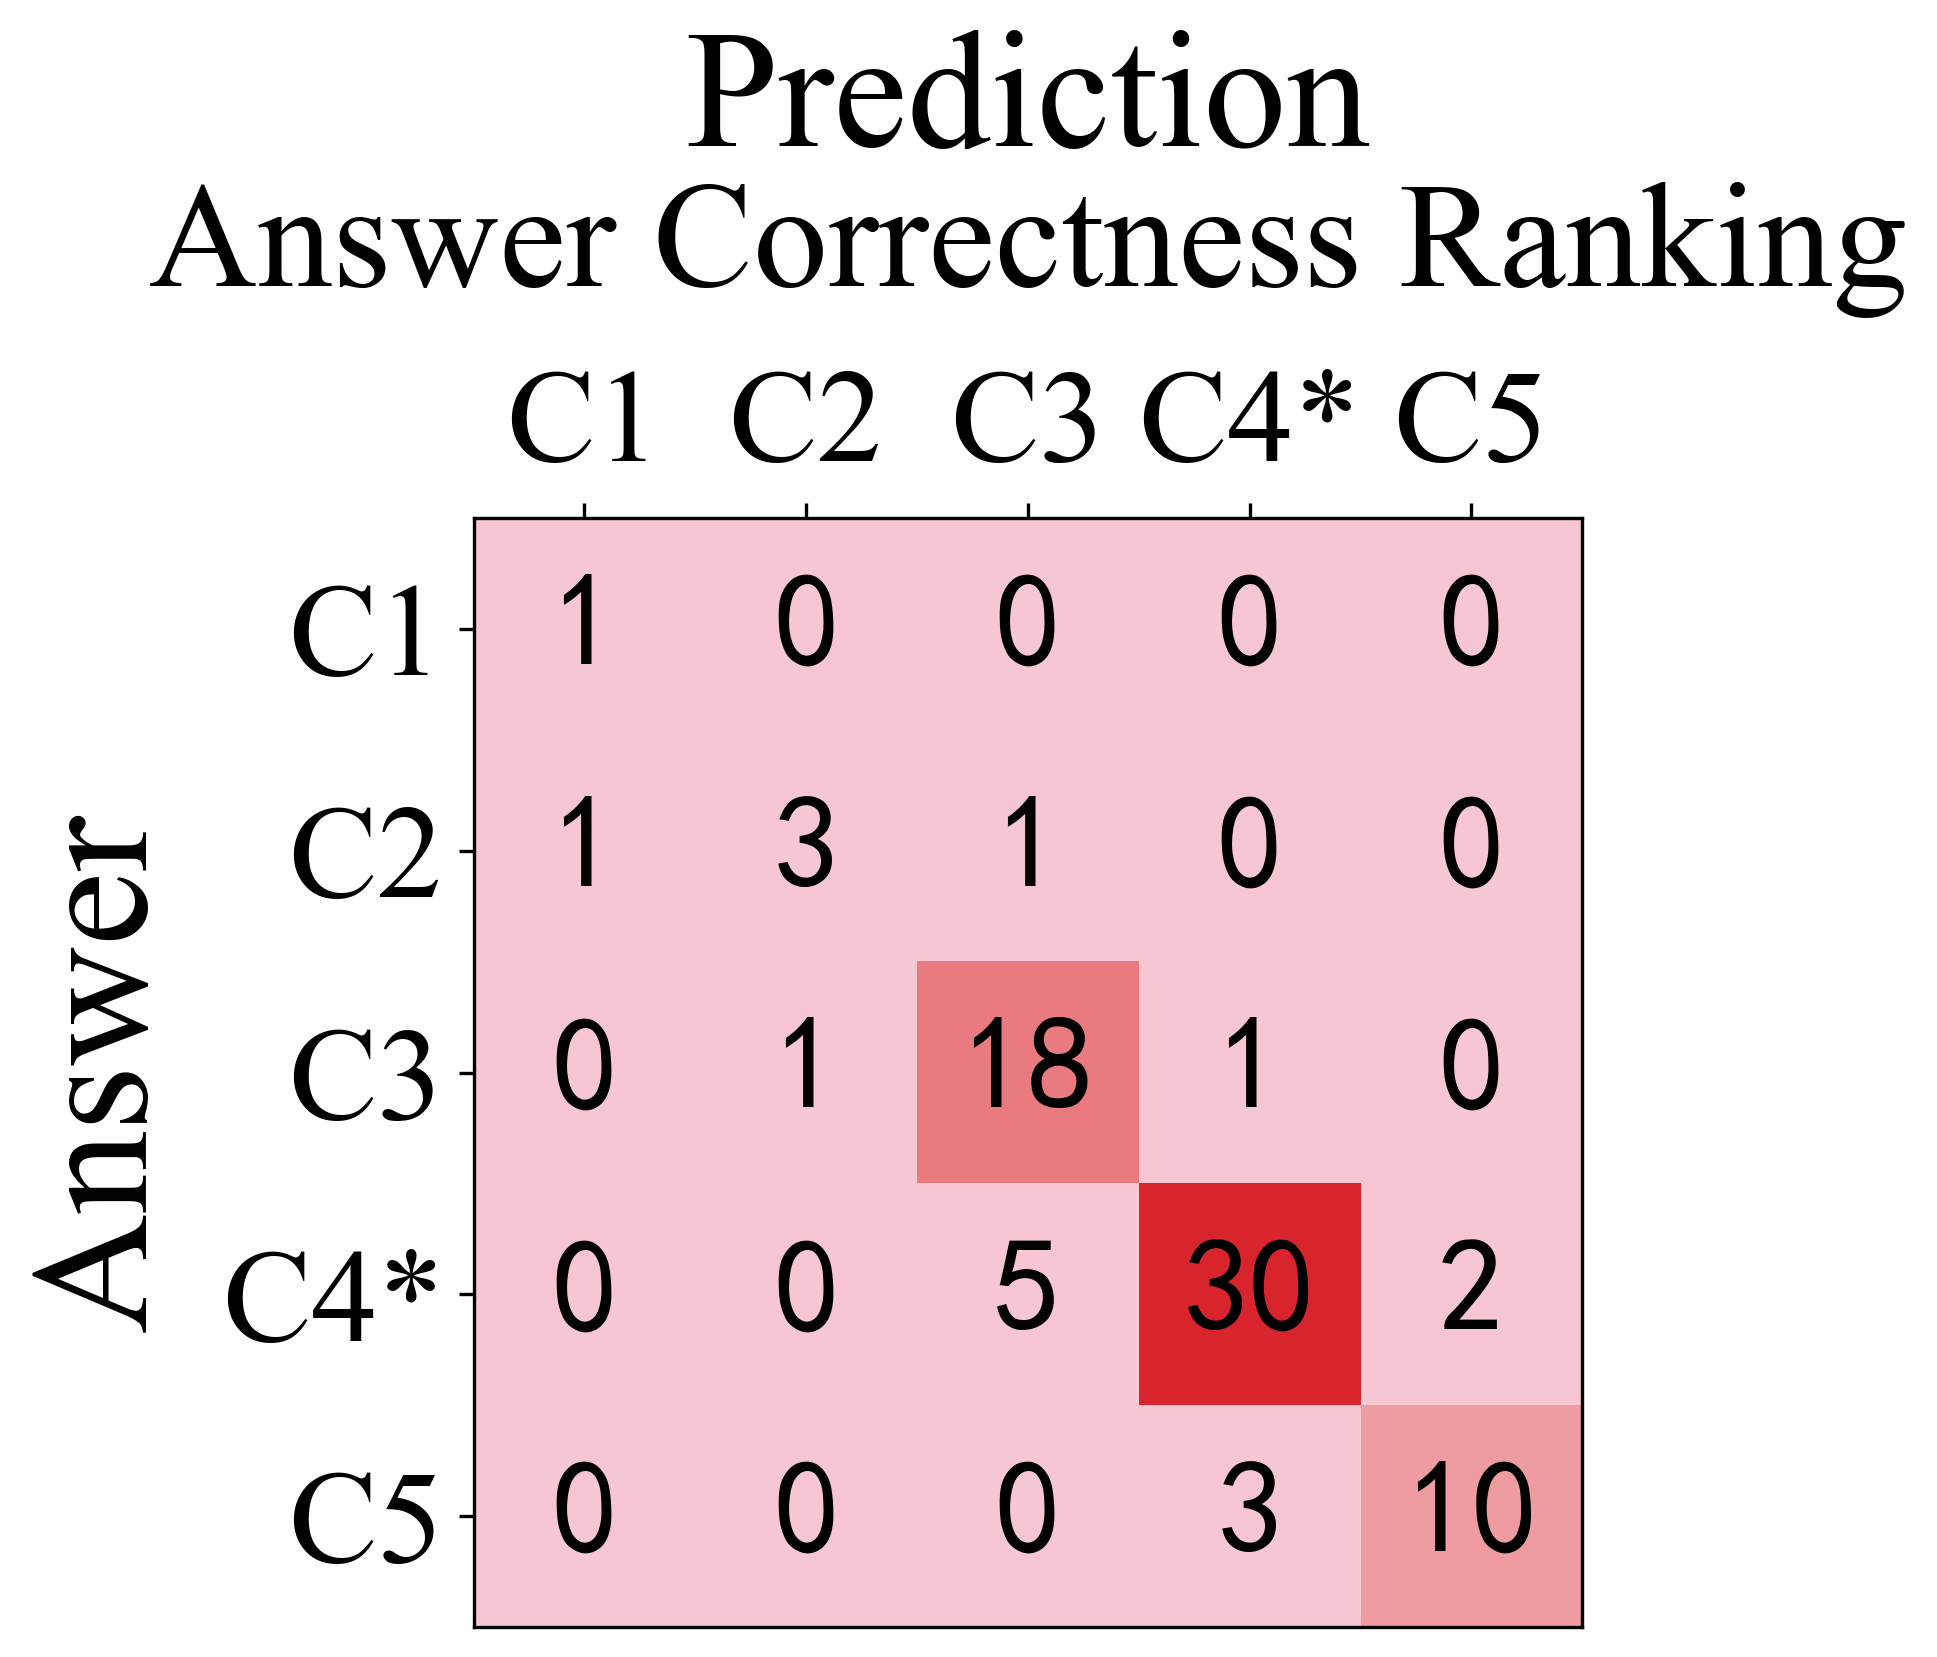 Prediction
Answer Correctness Ranking
C1 C2 C3 C4* C5
Answer
C1 1 0 0 0 0
C2 1 3 1 0 0
C3 0 1 18 1 0
C4* 0 0 5 30 2
C5 0 0 0 3 10